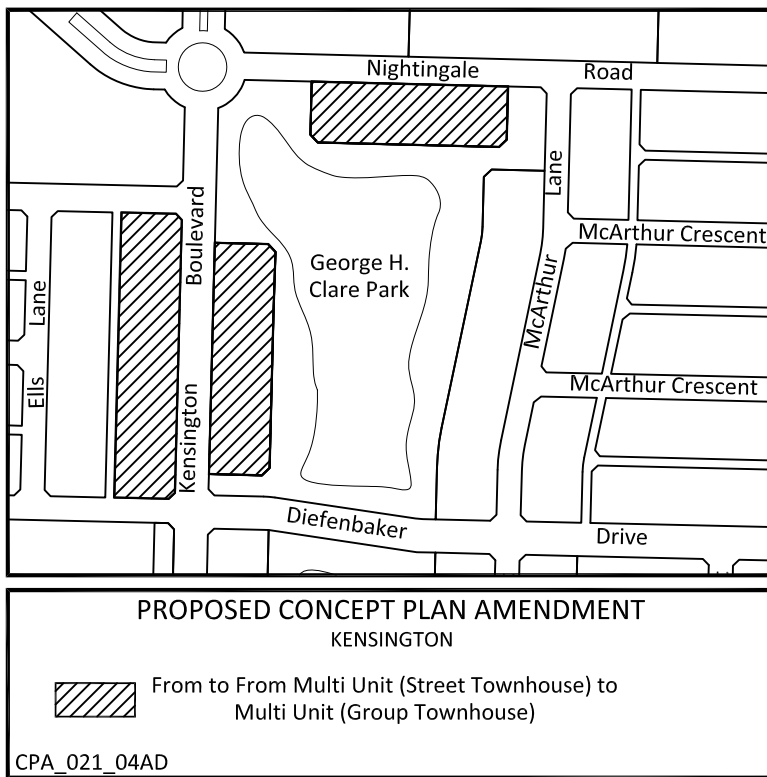 Nightingale Road
Boulevard
Lane
McArthur Crescent
George H.
Clare Park
Lane
McArthur
Ells
Kensington
McArthur Crescent
Diefenbaker
Drive
PROPOSED CONCEPT PLAN AMENDMENT
KENSINGTON
From to From Multi Unit (Street Townhouse) to
Multi Unit (Group Townhouse)
CPA_021_04AD